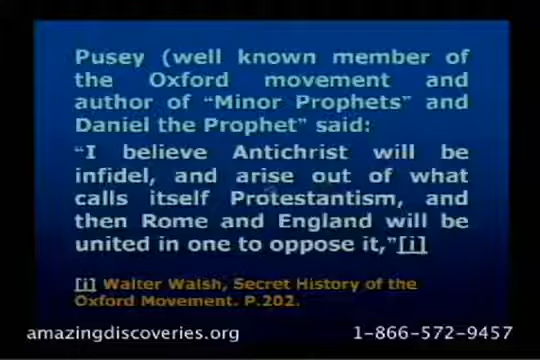 Pusey (well known member of
the Oxford movement and
author of “Minor Prophets” and
Daniel the Prophet” said:
“I believe Antichrist will be
infidel, and arise out of what
calls itself Protestantism, and
then Rome and England will be
united in one to oppose it,”[i]
[i] Walter Walsh, Secret History of the
Oxford Movement. P.202.
amazingdiscoveries.org 1-866-572-9457